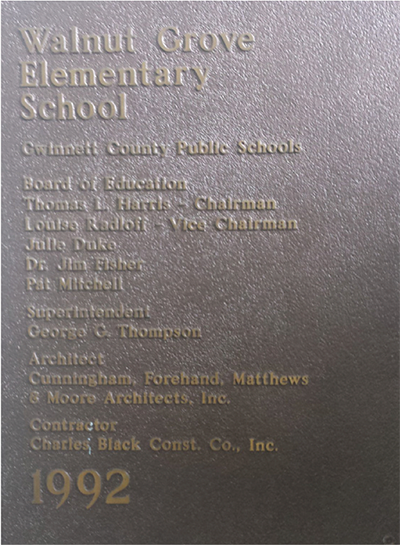 Walnut Grove
Elementary
School
Gwinnett County Public Schools
Board of Education
Thomas L. Harris - Chairman
Louise Radloff - Vice Chairman
Julie Duke
Dr. Jim Fisher
Pat Mitchell
Superintendent
George G. Thompson
Architect
Cunningham, Forehand, Matthews
& Moore Architects, Inc.
Contractor
Charles Black Const. Co., Inc.
1992